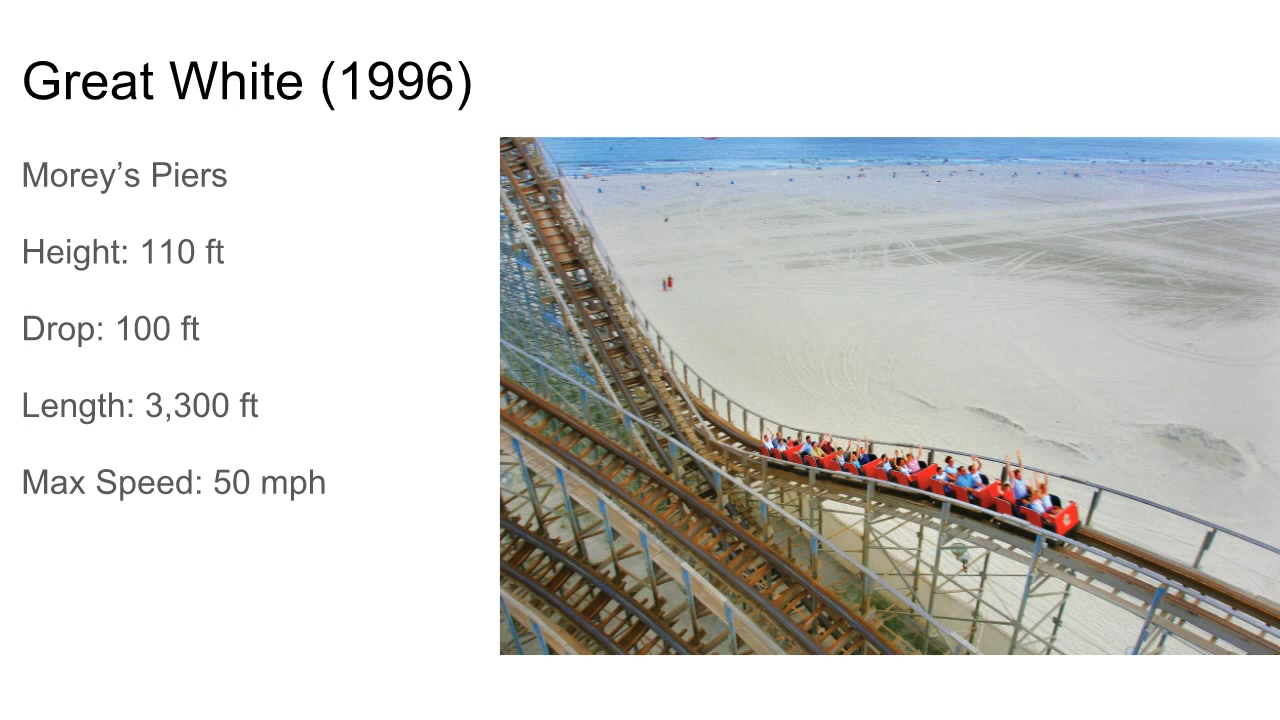 Great White (1996)
Morey’s Piers
Height: 110 ft
Drop: 100 ft
Length: 3,300 ft
Max Speed: 50 mph